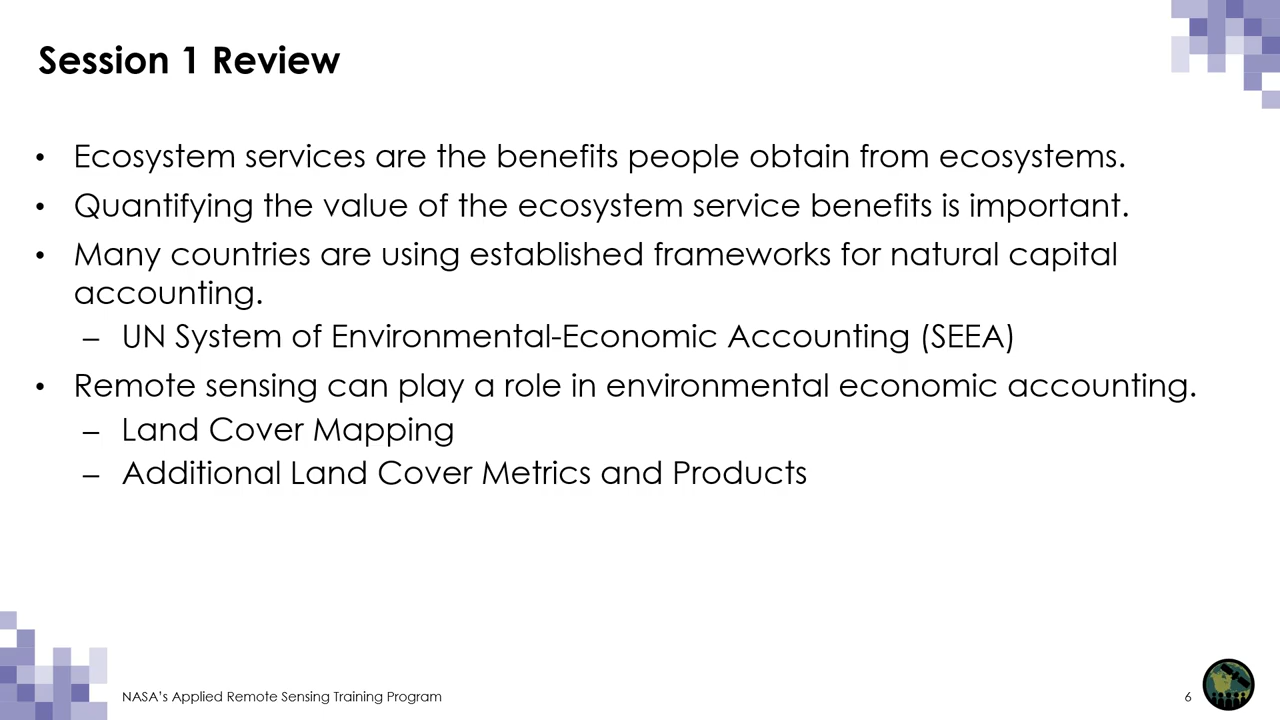 Session 1 Review
• Ecosystem services are the benefits people obtain from ecosystems.
• Quantifying the value of the ecosystem service benefits is important.
• Many countries are using established frameworks for natural capital
accounting.
– UN System of Environmental-Economic Accounting (SEEA)
• Remote sensing can play a role in environmental economic accounting.
– Land Cover Mapping
– Additional Land Cover Metrics and Products
NASA’s Applied Remote Sensing Training Program
6